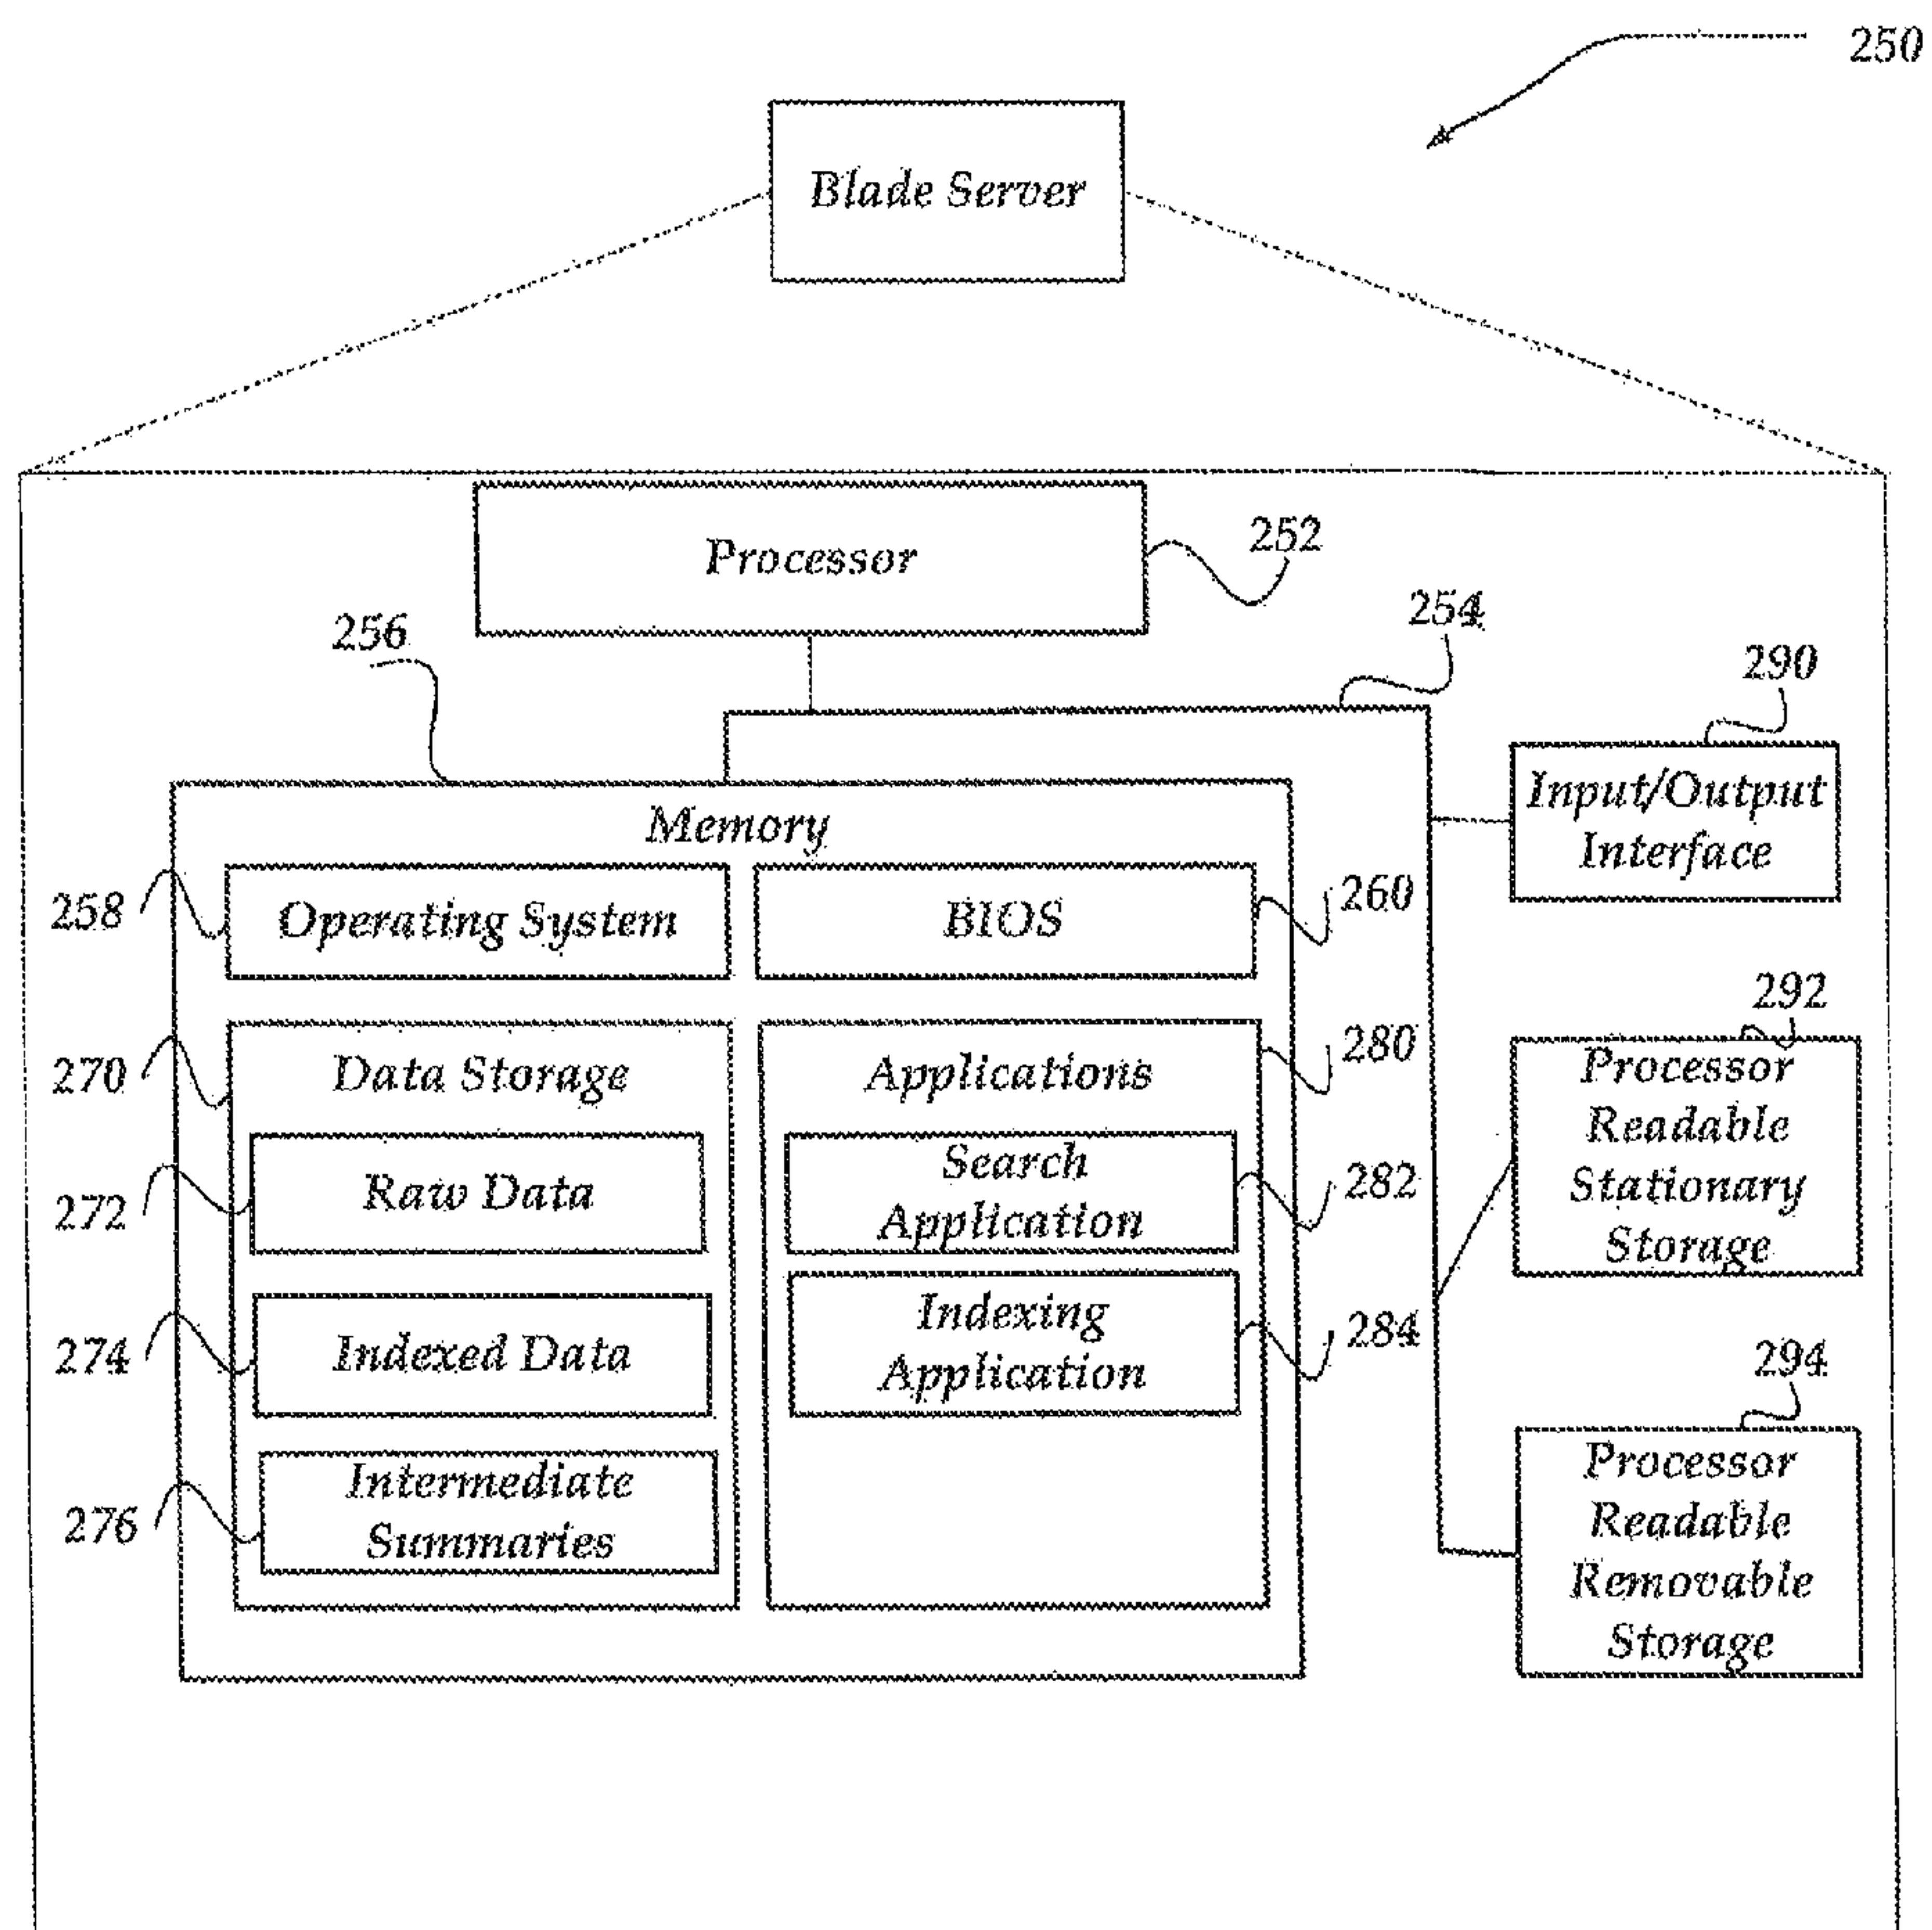 250
Blade Server
Processor
252
254
256
290
Input/Output
Interface
Memory
258
Operating System
BIOS
260
292
Processor
Readable
Stationary
Storage
270
Data Storage
Applications
280
272
Raw Data
Search
Application
282
274
Indexed Data
Indexing
Application
284
294
Processor
Readable
Removable
Storage
276
Intermediate
Summaries